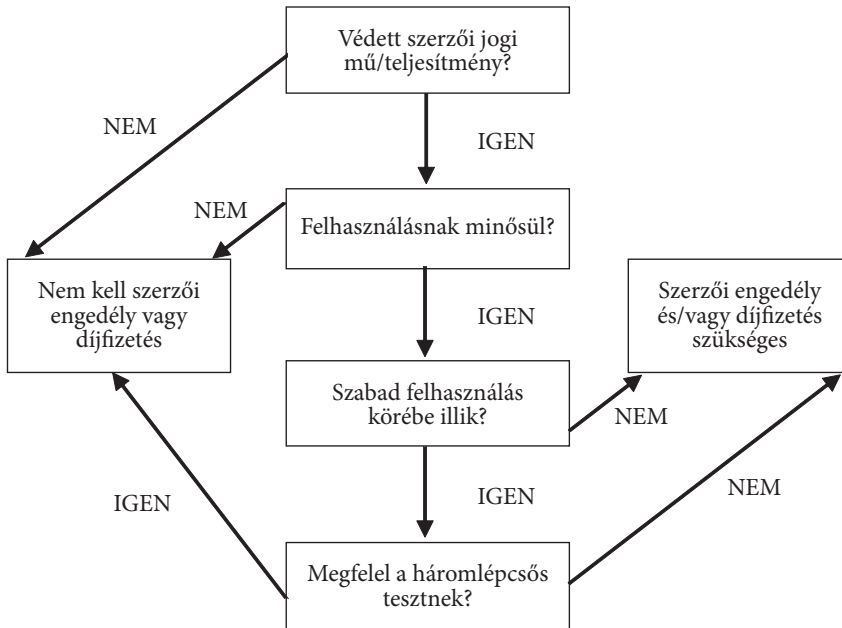 Védett szerzői jogi
mű/teljesítmény?
NEM
IGEN
NEM
Felhasználásnak minősül?
Nem kell szerzői
engedély vagy
díjfizetés
IGEN
Szerzői engedély
és/vagy díjfizetés
szükséges
Szabad felhasználás
körébe illik?
NEM
IGEN
IGEN
NEM
Megfelel a háromlépcsős
tesztnek?